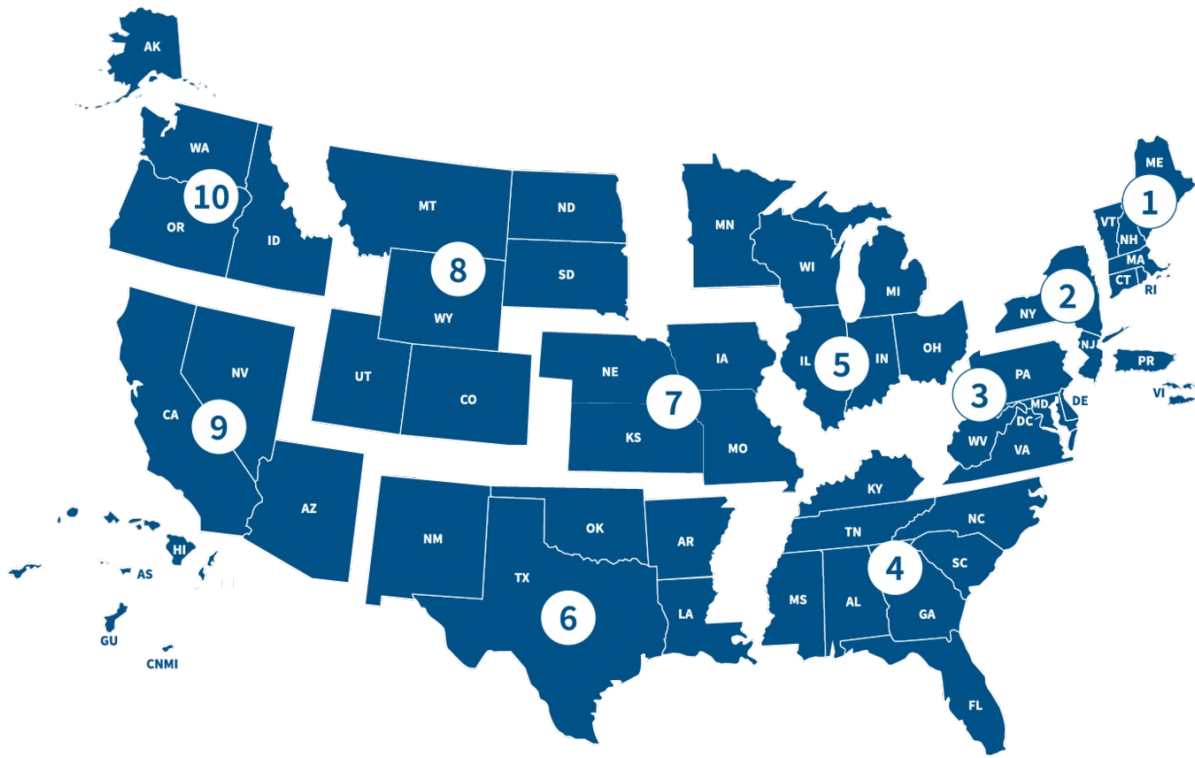 AK
WA
10
OR
ID
MT
ND
8
SD
WY
UT
CO
MN
WI
MI
IL
5
IN
OH
ME
1
VT
NH
MA
CT
RI
2
NY
NJ
PR
VI
3
PA
MD
DE
DC
WV
VA
NV
CA
9
AZ
NE
IA
7
KS
MO
KY
TN
NC
4
SC
MS
AL
GA
FL
NM
OK
AR
TX
6
LA
HI
AS
GU
CNMI